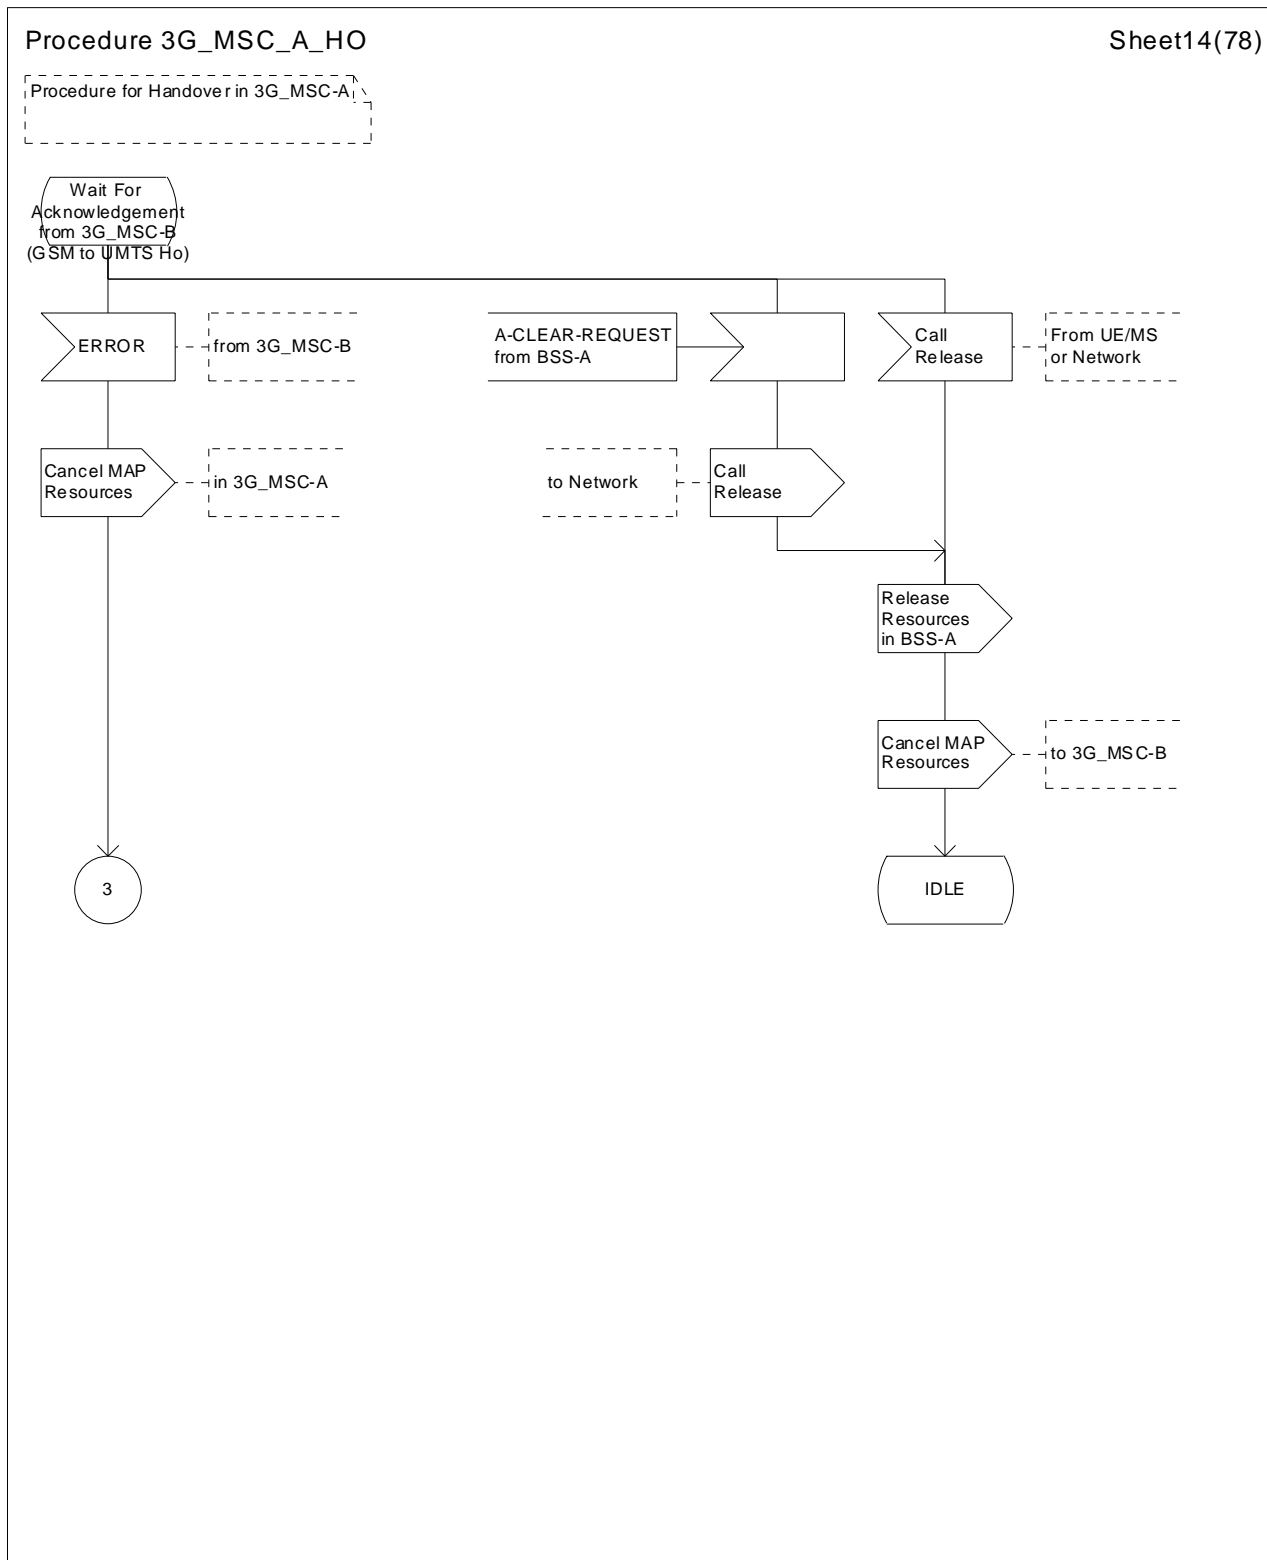 Procedure 3G_MSC_A_HO
Sheet14(78)
Procedure for Handover in 3G_MSC-A
Wait For
Acknowledgement
from 3G_MSC-B
(GSM to UMTS Ho)
ERROR
from 3G_MSC-B
A-CLEAR-REQUEST
from BSS-A
Call
Release
From UE/MS
or Network
Cancel MAP
Resources
in 3G_MSC-A
to Network
Call
Release
Release
Resources
in BSS-A
Cancel MAP
Resources
to 3G_MSC-B
3
IDLE